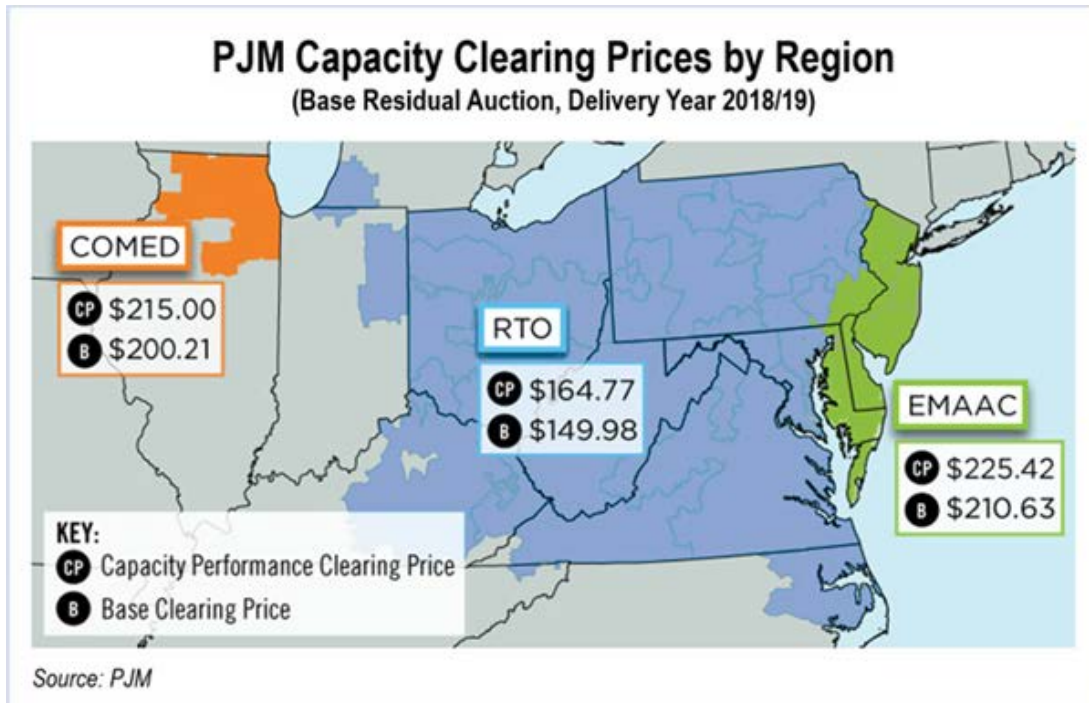 PJM Capacity Clearing Prices by Region
(Base Residual Auction, Delivery Year 2018/19)
COMED
CP $215.00
B $200.21
RTO
CP $164.77
B $149.98
EMAAC
CP $225.42
B $210.63
KEY:
CP Capacity Performance Clearing Price
B Base Clearing Price
Source: PJM